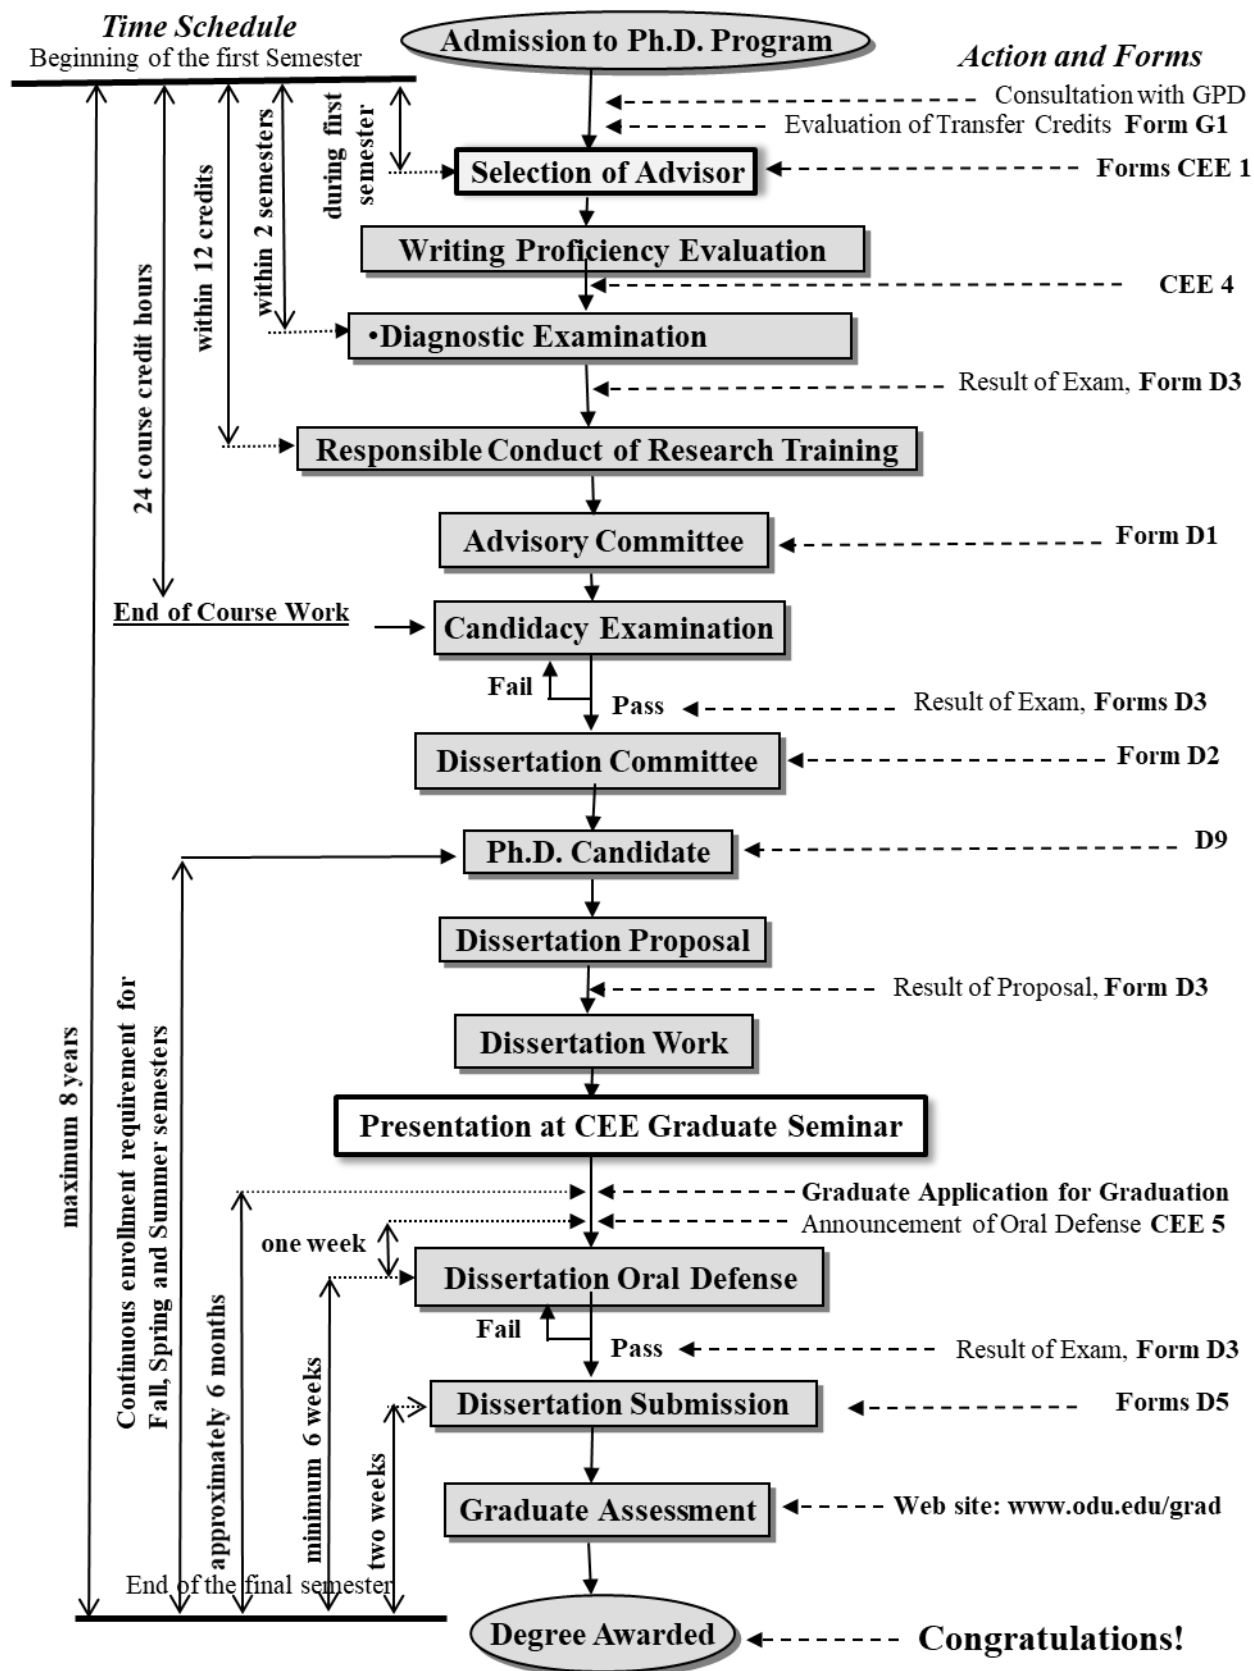 Time Schedule
Beginning of the first Semester
Admission to Ph.D. Program
Action and Forms
Consultation with GPD
Evaluation of Transfer Credits Form G1
during first
semester
Selection of Advisor
Forms CEE 1
within 2 semesters
within 12 credits
24 course credit hours
Writing Proficiency Evaluation
CEE 4
•Diagnostic Examination
Result of Exam, Form D3
Responsible Conduct of Research Training
Advisory Committee
Form D1
End of Course Work
Candidacy Examination
Fail
Pass
Result of Exam, Forms D3
Dissertation Committee
Form D2
Ph.D. Candidate
D9
Dissertation Proposal
Result of Proposal, Form D3
Dissertation Work
maximum 8 years
Continuous enrollment requirement for
Fall, Spring and Summer semesters
Presentation at CEE Graduate Seminar
Graduate Application for Graduation
Announcement of Oral Defense CEE 5
one week
Dissertation Oral Defense
approximately 6 months
minimum 6 weeks
Fail
Pass
Result of Exam, Form D3
Dissertation Submission
Forms D5
two weeks
Graduate Assessment
Web site: www.odu.edu/grad
End of the final semester
Degree Awarded
Congratulations!